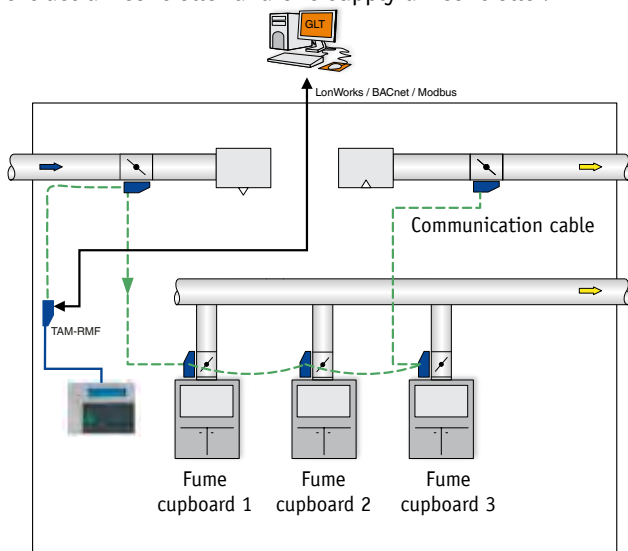 GLT
LonWorks / BACnet / Modbus
Communication cable
TAM-RMF
Fume
cupboard 1
Fume
cupboard 2
Fume
cupboard 3